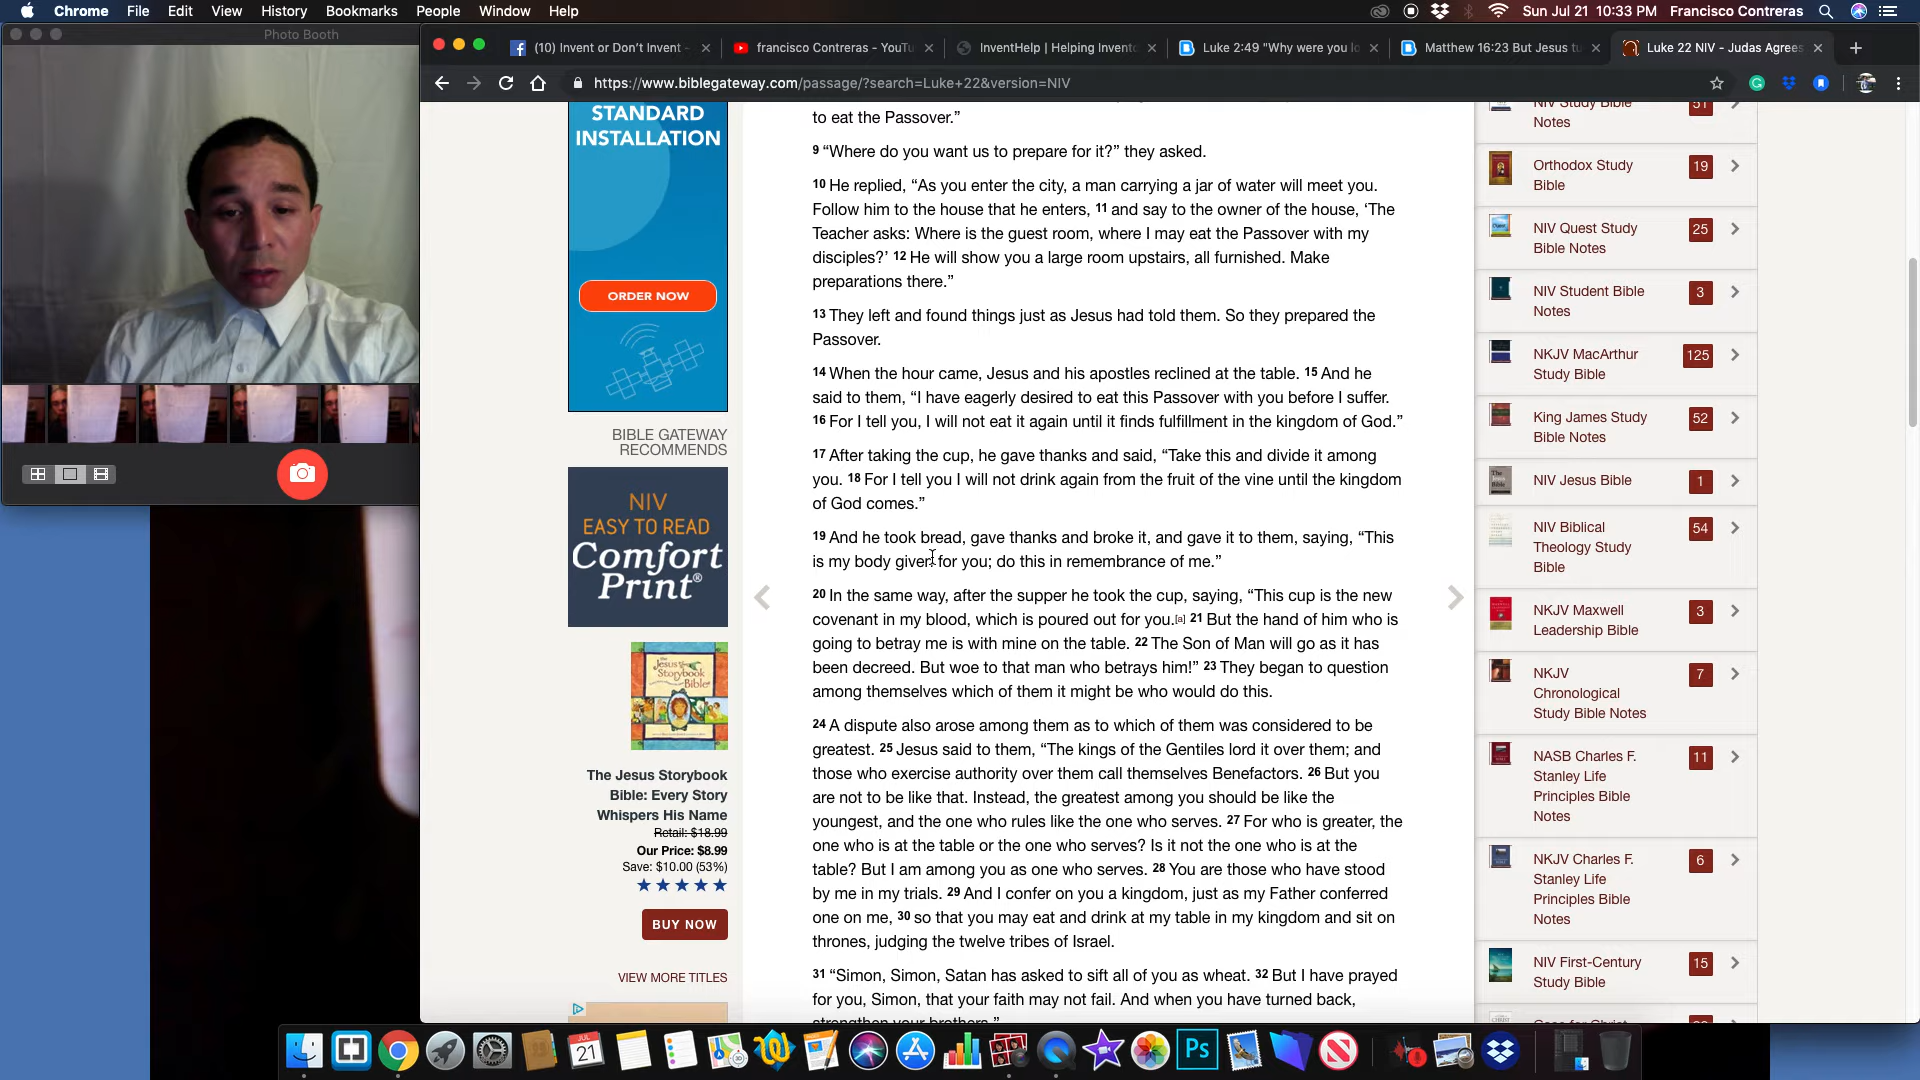 Chrome File Edit View History Bookmarks People Window Help
Sun Jul 21 10:33 PM Francisco Contreras
Photo Booth
(10) Invent or Don't Invent -
francisco Contreras - YouTu
InventHelp | Helping Invento
Luke 2:49 "Why were you lo
Matthew 16:23 But Jesus tu
Luke 22 NIV - Judas Agrees
https://www.biblegateway.com/passage/?search=Luke+22&version=NIV
STANDARD
INSTALLATION
ORDER NOW
BIBLE GATEWAY
RECOMMENDS
NIV
EASY TO READ
Comfort
Print®
The Jesus Storybook Bible
The Jesus Storybook
Bible: Every Story
Whispers His Name
Retail: $18.99
Our Price: $8.99
Save: $10.00 (53%)
BUY NOW
VIEW MORE TITLES
to eat the Passover.”
9 “Where do you want us to prepare for it?” they asked.
10 He replied, “As you enter the city, a man carrying a jar of water will meet you.
Follow him to the house that he enters, 11 and say to the owner of the house, ‘The
Teacher asks: Where is the guest room, where I may eat the Passover with my
disciples?’ 12 He will show you a large room upstairs, all furnished. Make
preparations there.”
13 They left and found things just as Jesus had told them. So they prepared the
Passover.
14 When the hour came, Jesus and his apostles reclined at the table. 15 And he
said to them, “I have eagerly desired to eat this Passover with you before I suffer.
16 For I tell you, I will not eat it again until it finds fulfillment in the kingdom of God.”
17 After taking the cup, he gave thanks and said, “Take this and divide it among
you. 18 For I tell you I will not drink again from the fruit of the vine until the kingdom
of God comes.”
19 And he took bread, gave thanks and broke it, and gave it to them, saying, “This
is my body given for you; do this in remembrance of me.”
20 In the same way, after the supper he took the cup, saying, “This cup is the new
covenant in my blood, which is poured out for you.[a] 21 But the hand of him who is
going to betray me is with mine on the table. 22 The Son of Man will go as it has
been decreed. But woe to that man who betrays him!” 23 They began to question
among themselves which of them it might be who would do this.
24 A dispute also arose among them as to which of them was considered to be
greatest. 25 Jesus said to them, “The kings of the Gentiles lord it over them; and
those who exercise authority over them call themselves Benefactors. 26 But you
are not to be like that. Instead, the greatest among you should be like the
youngest, and the one who rules like the one who serves. 27 For who is greater, the
one who is at the table or the one who serves? Is it not the one who is at the
table? But I am among you as one who serves. 28 You are those who have stood
by me in my trials. 29 And I confer on you a kingdom, just as my Father conferred
one on me, 30 so that you may eat and drink at my table in my kingdom and sit on
thrones, judging the twelve tribes of Israel.
31 “Simon, Simon, Satan has asked to sift all of you as wheat. 32 But I have prayed
for you, Simon, that your faith may not fail. And when you have turned back,
strengthen your brothers.”
NIV Study Bible 51
Notes
Orthodox Study 19
Bible
NIV Quest Study 25
Bible Notes
NIV Student Bible 3
Notes
NKJV MacArthur 125
Study Bible
King James Study 52
Bible Notes
NIV Jesus Bible 1
NIV Biblical 54
Theology Study
Bible
NKJV Maxwell 3
Leadership Bible
NKJV 7
Chronological
Study Bible Notes
NASB Charles F. 11
Stanley Life
Principles Bible
Notes
NKJV Charles F. 6
Stanley Life
Principles Bible
Notes
NIV First-Century 15
Study Bible
JUL
21
Ps